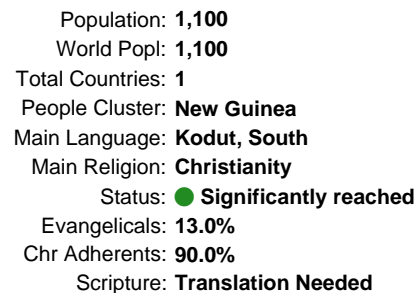 Population: 1,100
World Popl: 1,100
Total Countries: 1
People Cluster: New Guinea
Main Language: Kodut, South
Main Religion: Christianity
Status: Significantly reached
Evangelicals: 13.0%
Chr Adherents: 90.0%
Scripture: Translation Needed